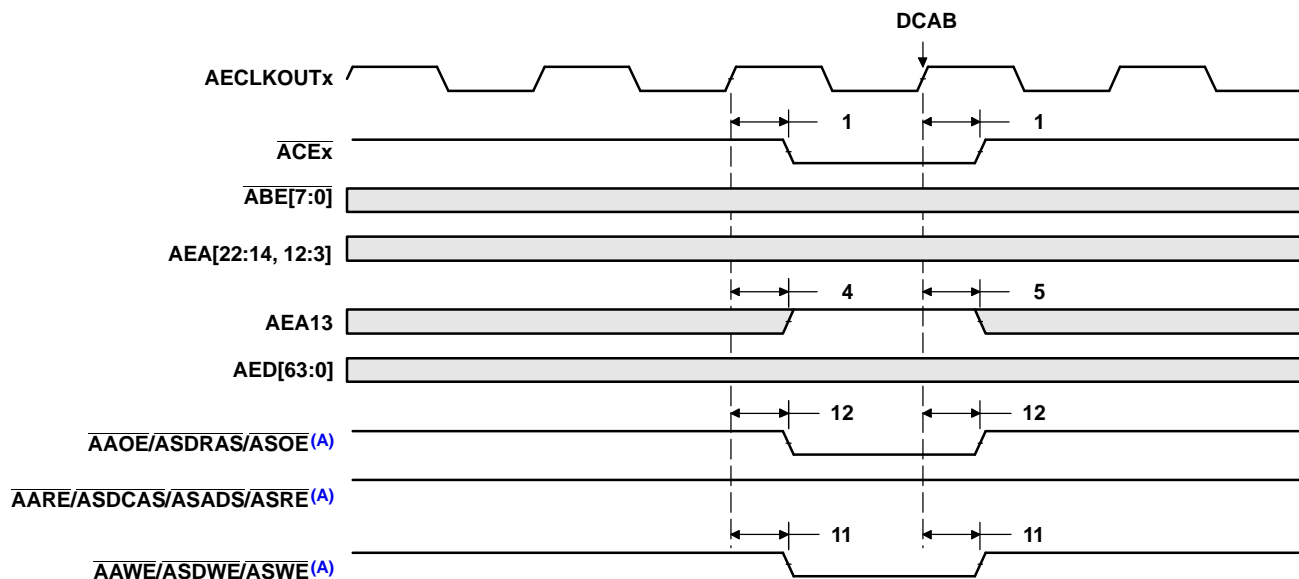 DCAB
AECLKOUTx
1 1
ACEx
ABE[7:0]
AEA[22:14, 12:3]
4 5
AEA13
AED[63:0]
12 12
AAOE/ASDRAS/ASOE(A)
AARE/ASDCAS/ASADS/ASRE(A)
11 11
AAWE/ASDWE/ASWE(A)